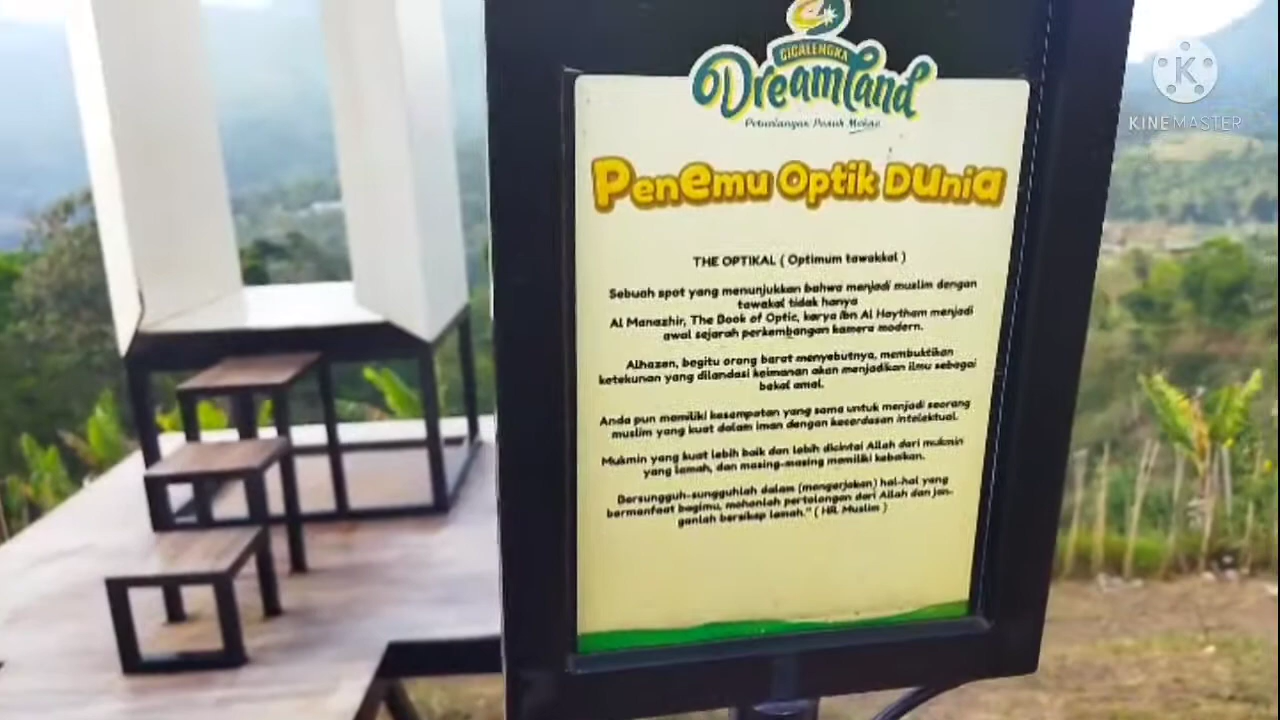 CICALENGKA
Dreamland
Petualangan Penuh Makna
Penemu Optik Dunia
THE OPTIKAL ( Optimum tawakkal )
Sebuah spot yang menunjukkan bahwa menjadi muslim dengan
tawakal tidak hanya
Al Manazhir, The Book of Optic, karya Ibn Al Haytham menjadi
awal sejarah perkembangan kamera modern.
Alhazen, begitu orang barat menyebutnya, membuktikan
ketekunan yang dilandasi keimanan akan menjadikan ilmu sebagai
bekal amal.
Anda pun memiliki kesempatan yang sama untuk menjadi seorang
muslim yang kuat dalam iman dengan kecerdasan intelektual.
Mukmin yang kuat lebih baik dan lebih dicintai Allah dari mukmin
yang lemah, dan masing-masing memiliki kebaikan.
Bersungguh-sungguhlah dalam (mengerjakan) hal-hal yang
bermanfaat bagimu, mohonlah pertolongan dari Allah dan jan-
ganlah bersikap lemah." ( HR. Muslim )
K
KINEMASTER